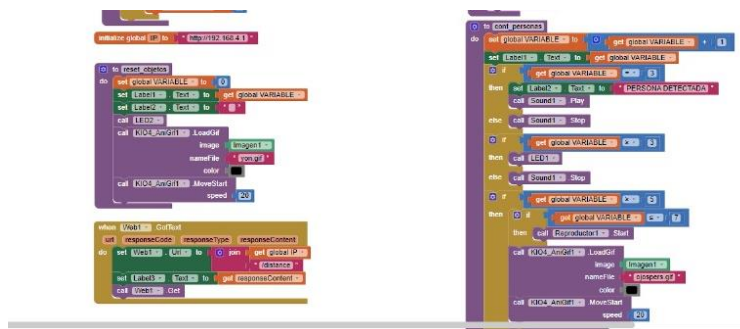 initialize global IP to " http://192.168.4.1 "
to reset_objetos
do set global VARIABLE to 0
set Label1 . Text to get global VARIABLE
set Label2 . Text to " "
call LED2
call KIO4_AniGif1 .LoadGif
image Imagen1
nameFile " iron.gif "
color
call KIO4_AniGif1 .MoveStart
speed 20
when Web1 .GotText
url responseCode responseType responseContent
do set Web1 . Url to join get global IP
" /distance "
set Label3 . Text to get responseContent
call Web1 .Get
to cont_personas
do set global VARIABLE to get global VARIABLE + 1
set Label1 . Text to get global VARIABLE
if get global VARIABLE = 3
then set Label2 . Text to " PERSONA DETECTADA "
call Sound1 .Play
else call Sound1 .Stop
if get global VARIABLE 3
then call LED1
else call Sound1 .Stop
if get global VARIABLE 3
then if get global VARIABLE 7
then call Reproductor1 .Start
call KIO4_AniGif1 .LoadGif
image Imagen1
nameFile " ojospers.gif "
color
call KIO4_AniGif1 .MoveStart
speed 20